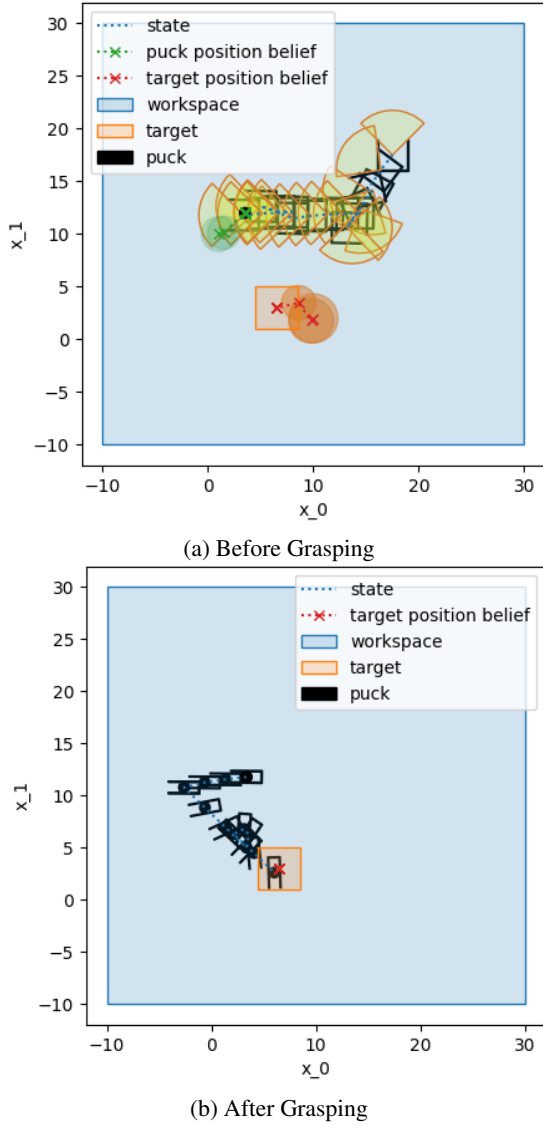 30
25
20
15
10
5
0
−5
−10
x_1
state
puck position belief
target position belief
workspace
target
puck
−10 0 10 20 30
x_0
(a) Before Grasping
30
25
20
15
10
5
0
−5
−10
x_1
state
target position belief
workspace
target
puck
−10 0 10 20 30
x_0
(b) After Grasping